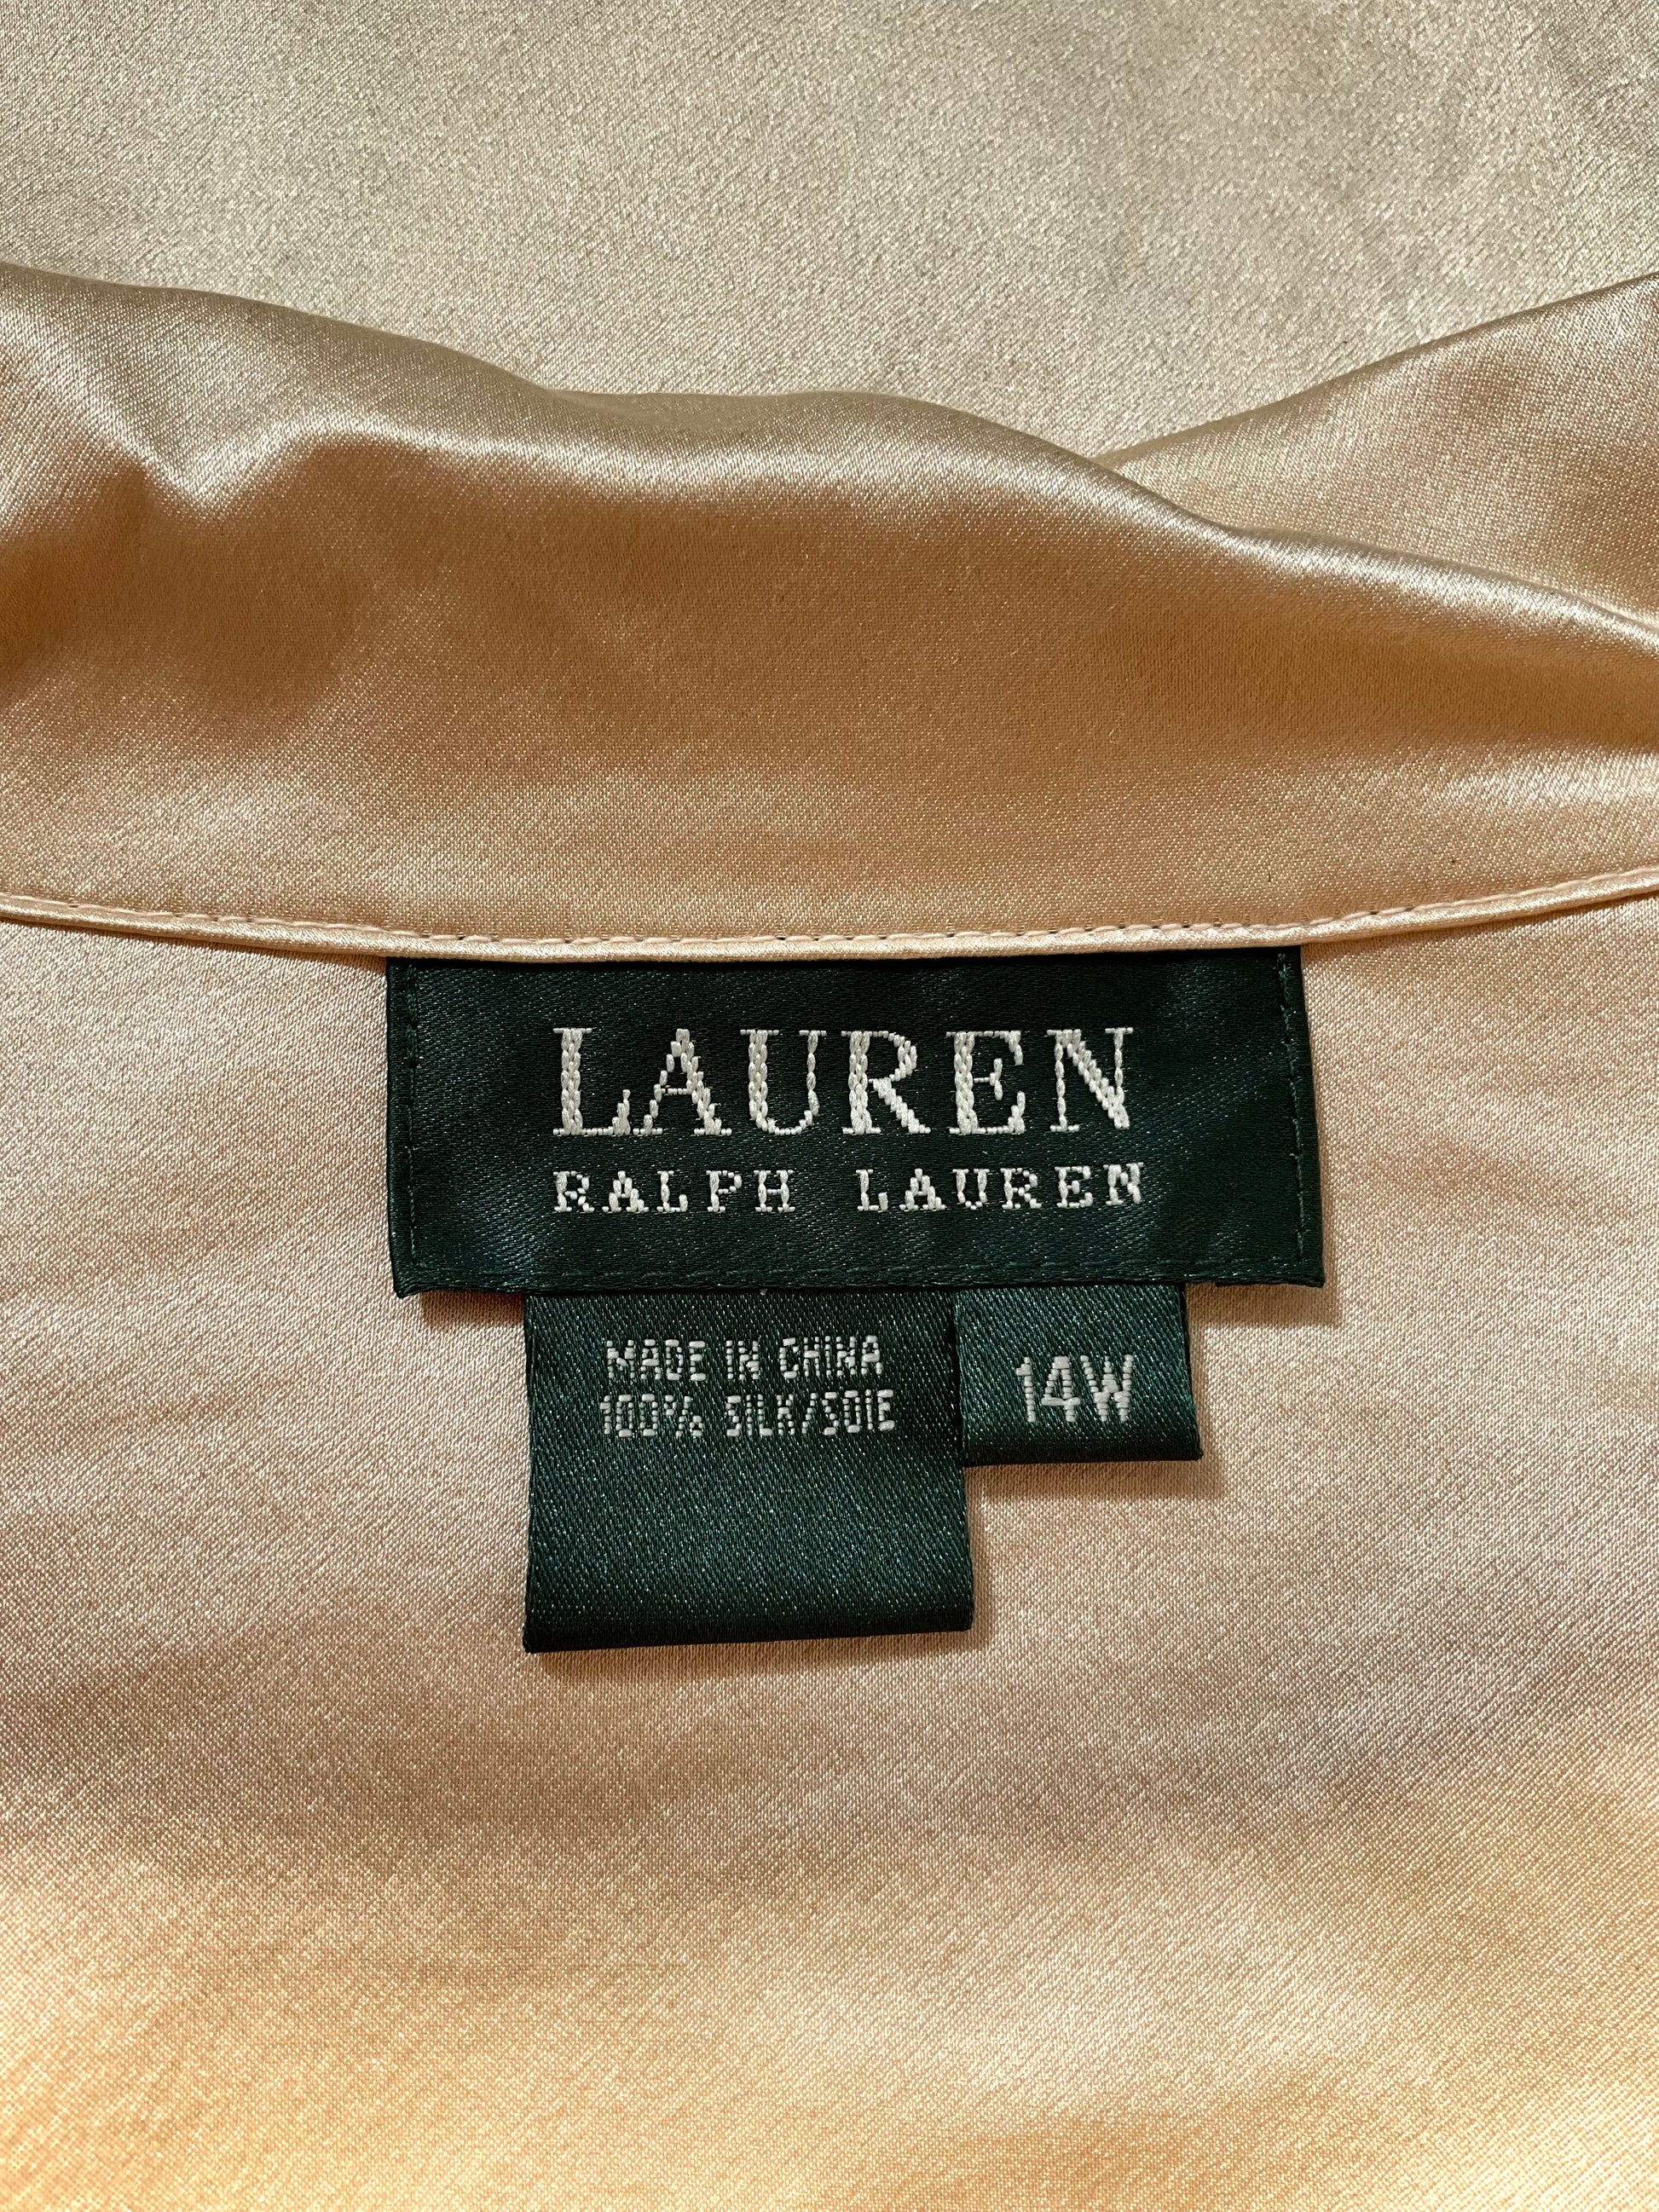 LAUREN
RALPH LAUREN
MADE IN CHINA
100% SILK/SOIE
14W